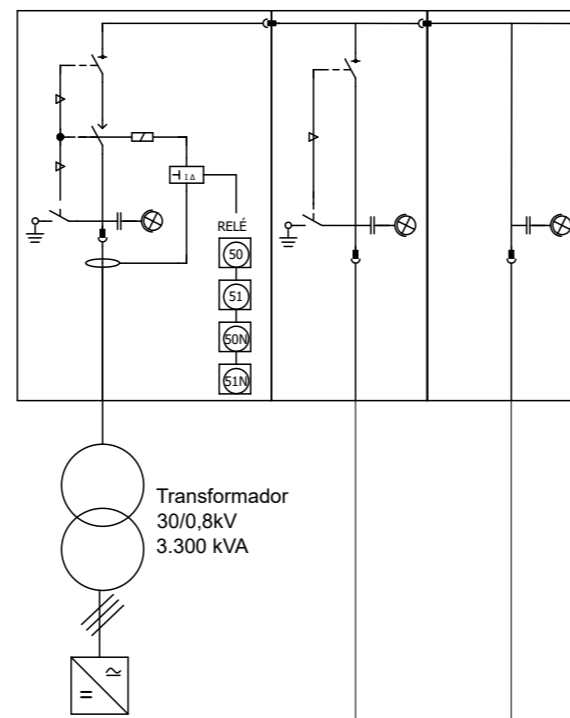 I Δ
RELÉ
50
51
50N
51N
Transformador
30/0,8kV
3.300 kVA